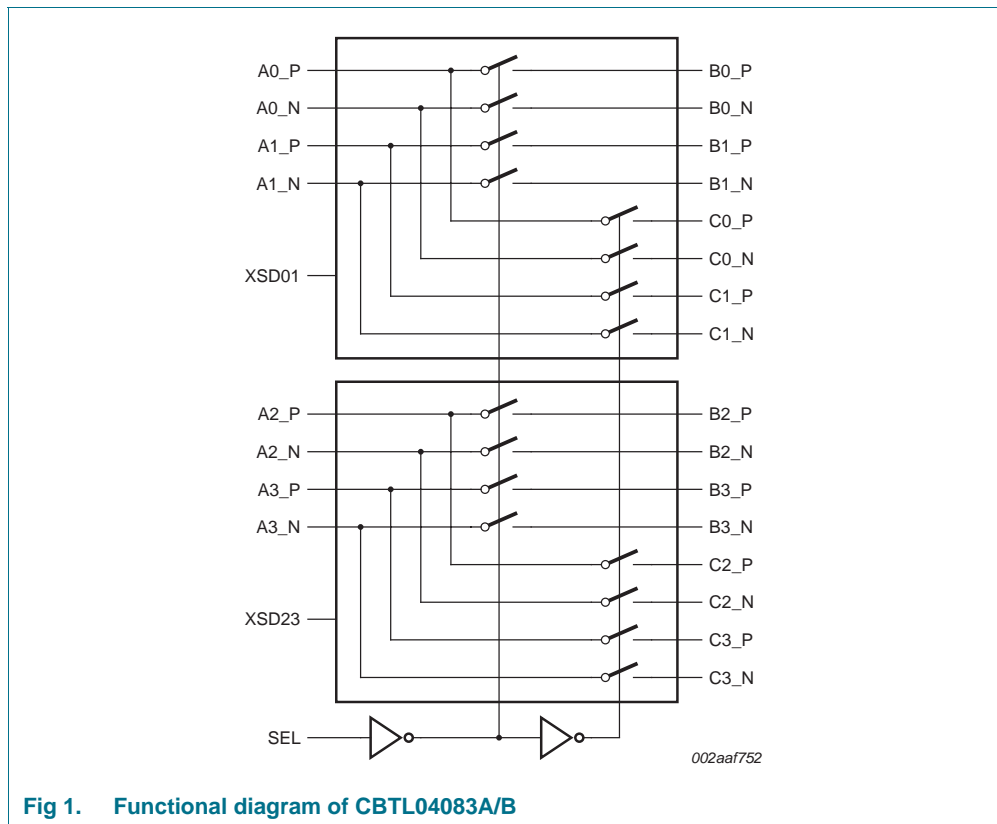 A0_P B0_P
A0_N B0_N
A1_P B1_P
A1_N B1_N
C0_P
C0_N
XSD01
C1_P
C1_N
A2_P B2_P
A2_N B2_N
A3_P B3_P
A3_N B3_N
C2_P
C2_N
XSD23
C3_P
C3_N
SEL
002aaf752
Fig 1. Functional diagram of CBTL04083A/B